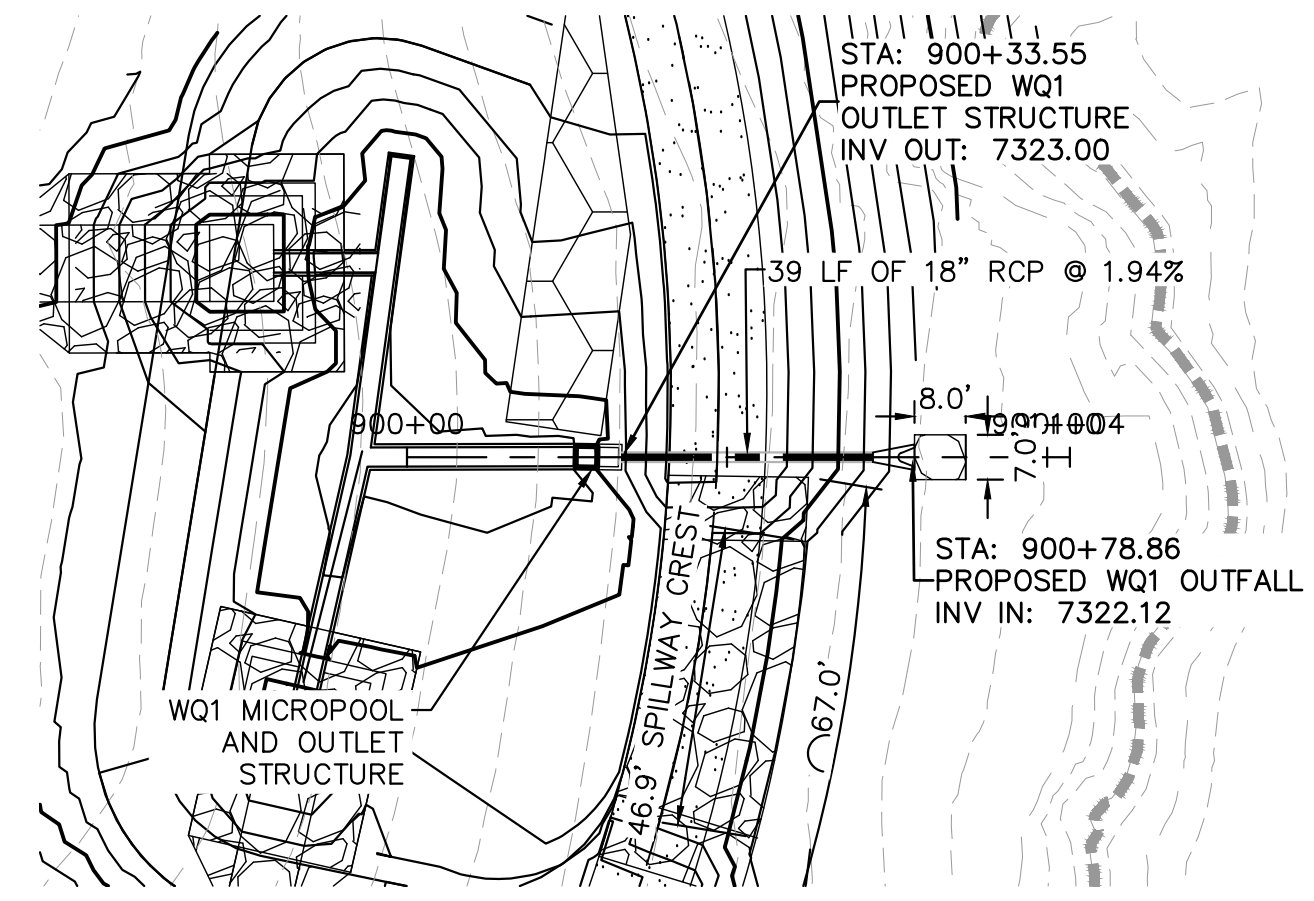 STA: 900+33.55
PROPOSED WQ1
OUTLET STRUCTURE
INV OUT: 7323.00
39 LF OF 18" RCP @ 1.94%
8.0'
900+00
7.0'
STA: 900+78.86
PROPOSED WQ1 OUTFALL
INV IN: 7322.12
46.9' SPILLWAY CREST
67.0'
WQ1 MICROPOOL
AND OUTLET
STRUCTURE